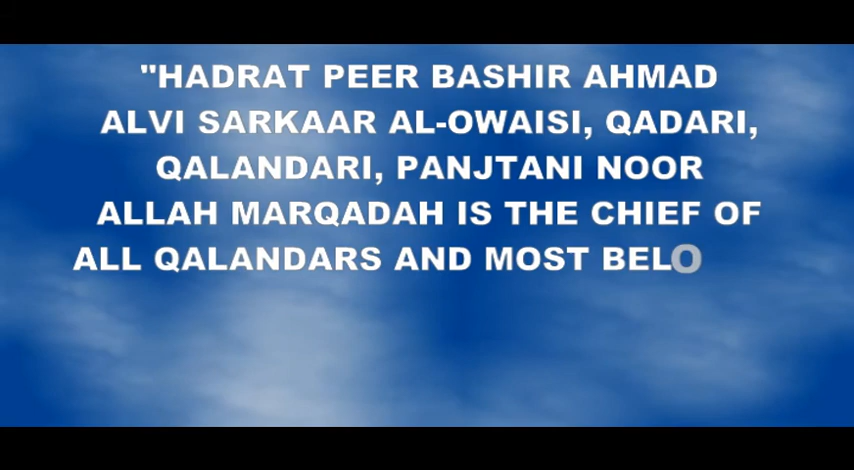 "HADRAT PEER BASHIR AHMAD
ALVI SARKAAR AL-OWAISI, QADARI,
QALANDARI, PANJTANI NOOR
ALLAH MARQADAH IS THE CHIEF OF
ALL QALANDARS AND MOST BELO